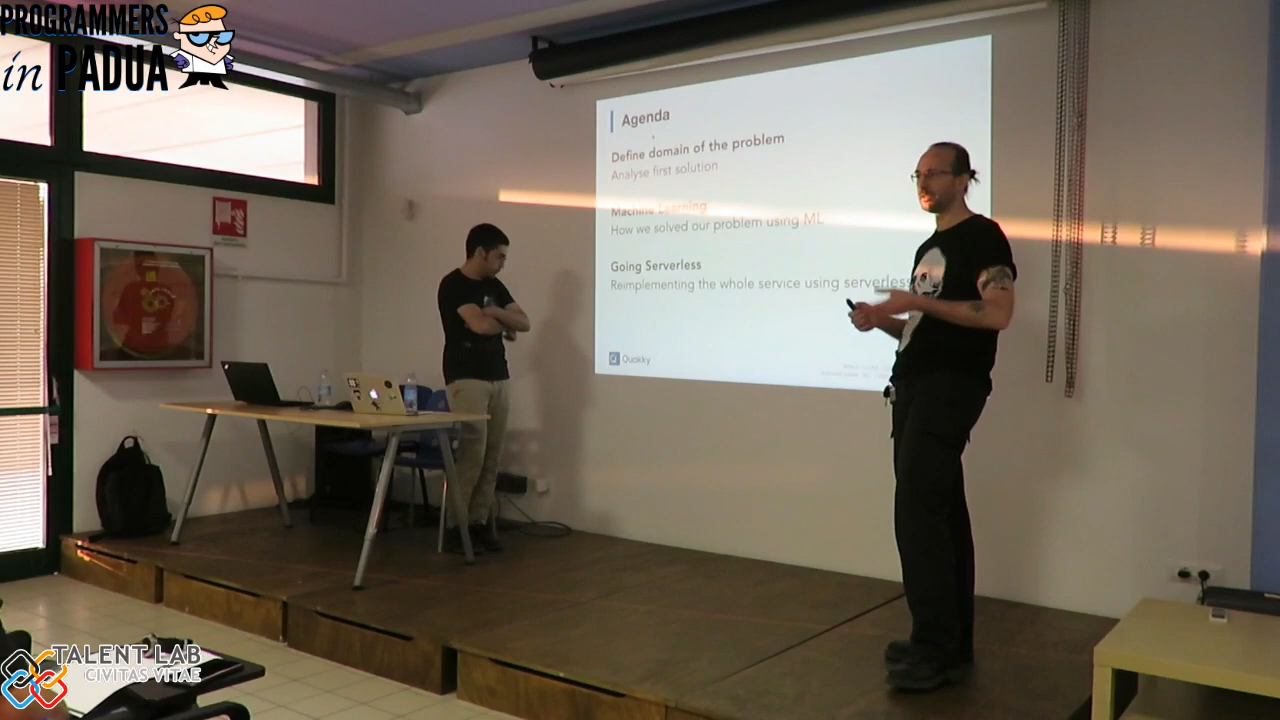 PROGRAMMERS
in PADUA
Agenda
Define domain of the problem
Analyse first solution
Machine Learning
How we solved our problem using ML
Going Serverless
Reimplementing the whole service using serverless
Quokky
TALENT LAB
CIVITAS VITAE